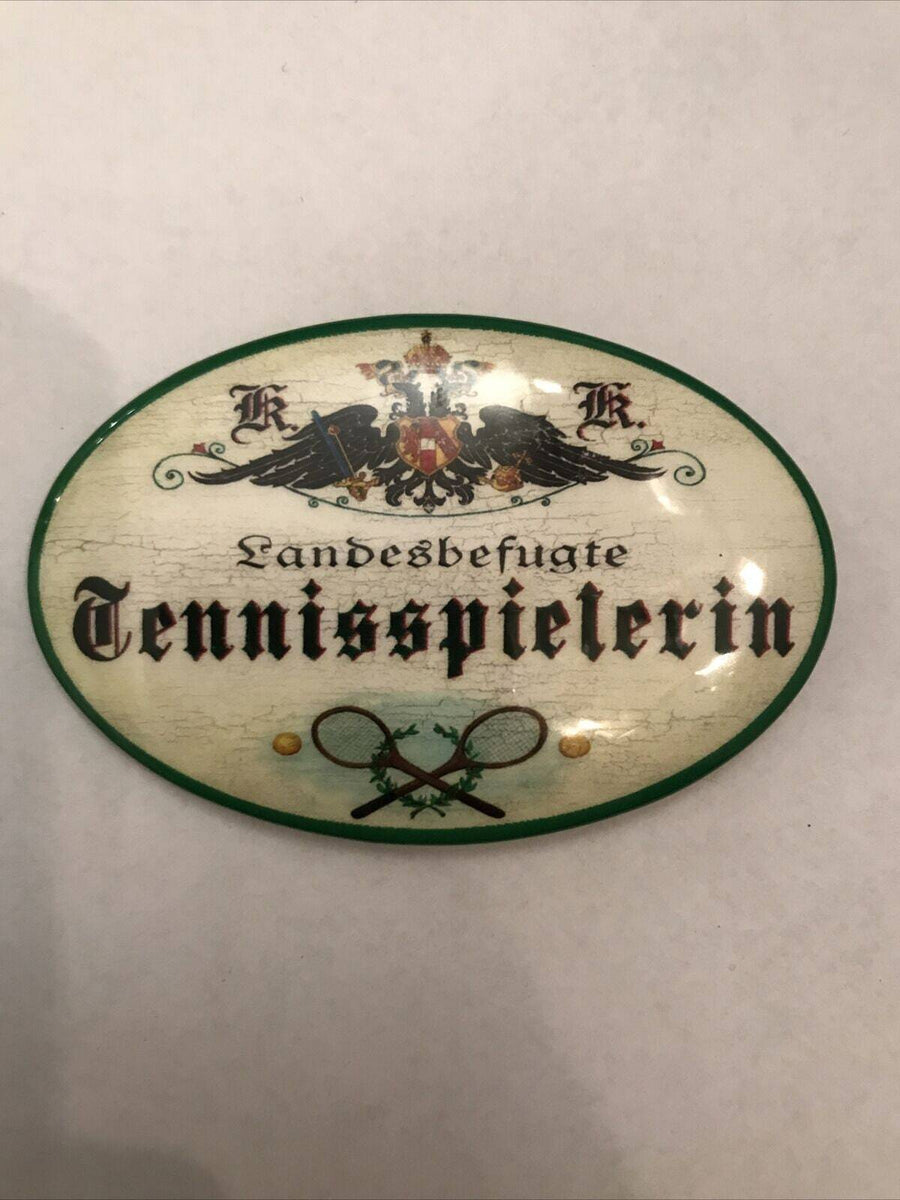 K. K.
Landesbefugte
Tennisspielerin